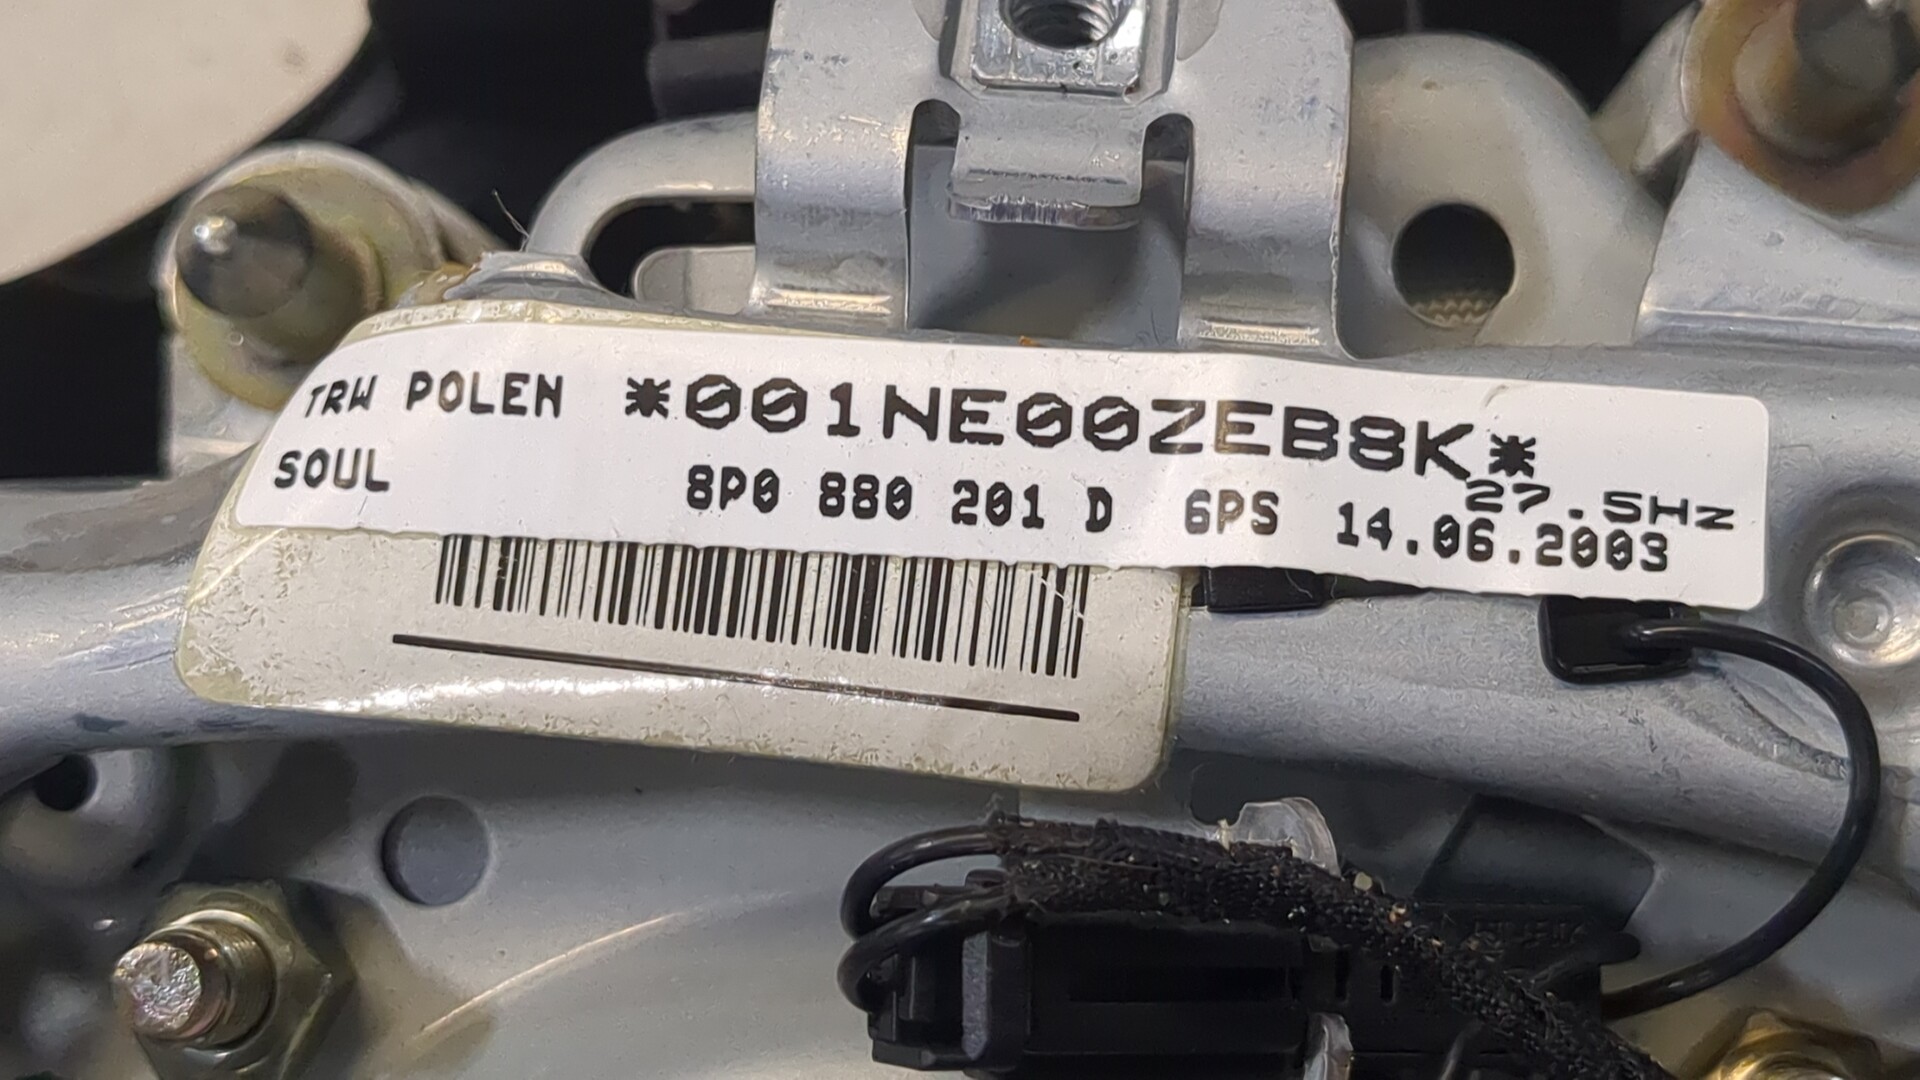 TRW POLEN *001NE00ZEB8K*
SOUL 8P0 880 201 D 6PS 14.06.2003 27.5Hz